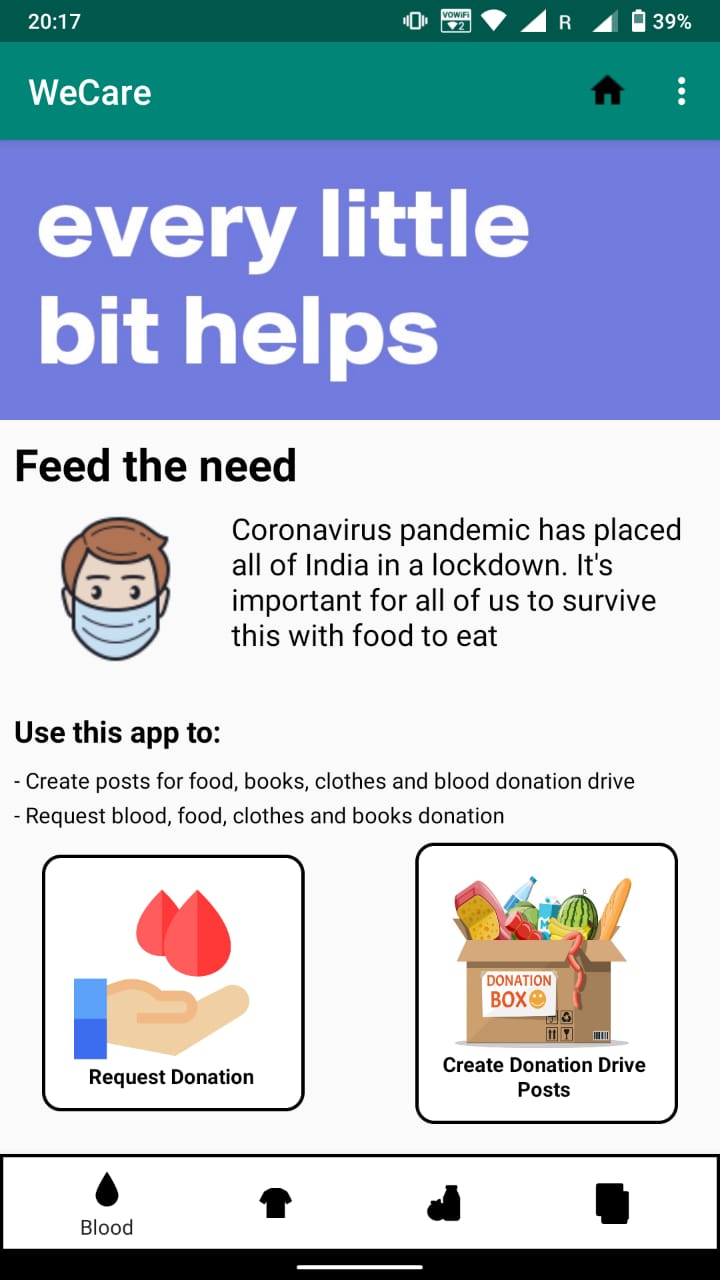 20:17
VOWIFI
2
R
39%
WeCare
every little
bit helps
Feed the need
Coronavirus pandemic has placed
all of India in a lockdown. It's
important for all of us to survive
this with food to eat
Use this app to:
- Create posts for food, books, clothes and blood donation drive
- Request blood, food, clothes and books donation
DONATION
BOX
Request Donation
Create Donation Drive
Posts
Blood